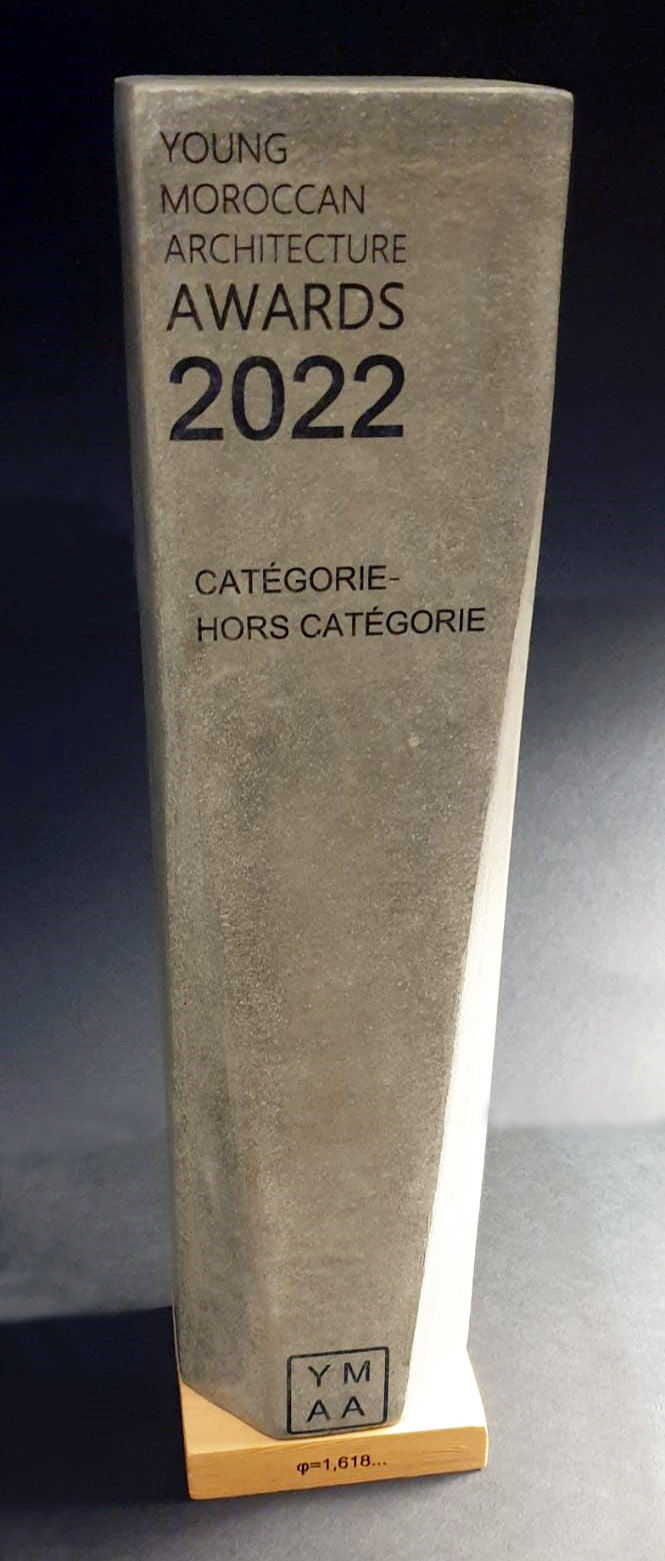 YOUNG
MOROCCAN
ARCHITECTURE
AWARDS
2022
CATÉGORIE-
HORS CATÉGORIE
Y M
A A
φ=1,618...